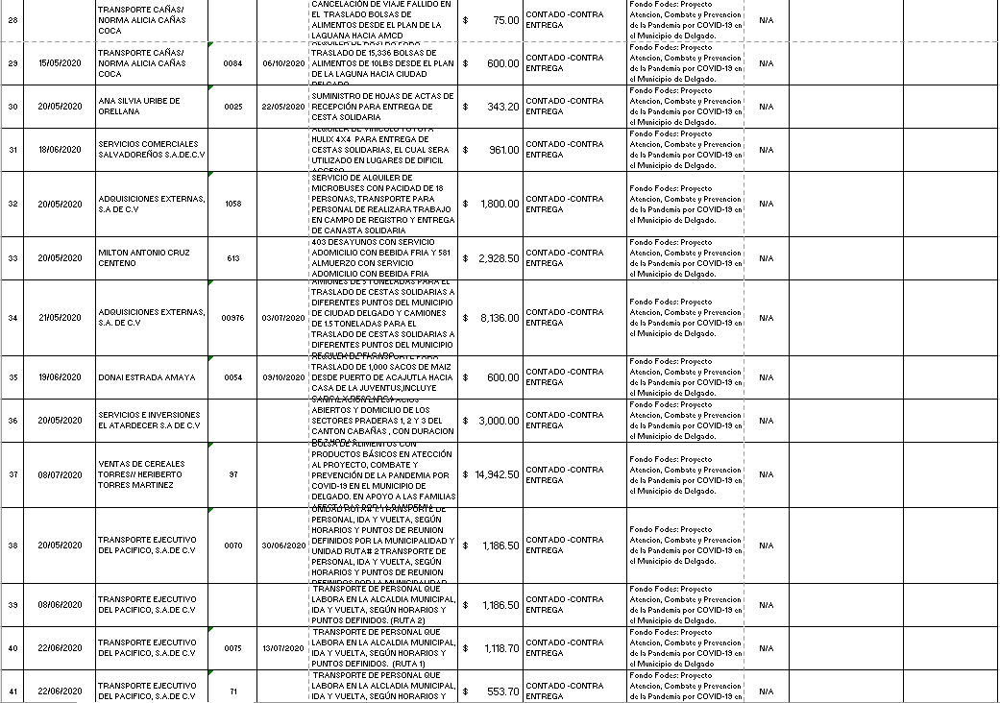 28
TRANSPORTE CAÑAS/
NORMA ALICIA CAÑAS
COCA
CANCELACIÓN DE VIAJE FALLIDO EN
EL TRASLADO BOLSAS DE
ALIMENTOS DESDE EL PLAN DE LA
LAGUANA HACIA AMCD
$ 75.00
CONTADO -CONTRA
ENTREGA
Fondo Fodes: Proyecto
Atencion, Combate y Prevencion
de la Pandemia por COVID-19 en
el Municipio de Delgado.
N/A
29
15/05/2020
TRANSPORTE CAÑAS/
NORMA ALICIA CAÑAS
COCA
0084
06/10/2020
TRASLADO DE 15,336 BOLSAS DE
ALIMENTOS DE 10LBS DESDE EL PLAN
DE LA LAGUNA HACIA CIUDAD
DELGADO
$ 600.00
CONTADO -CONTRA
ENTREGA
Fondo Fodes: Proyecto
Atencion, Combate y Prevencion
de la Pandemia por COVID-19 en
el Municipio de Delgado.
N/A
30
20/05/2020
ANA SILVIA URIBE DE
ORELLANA
0025
22/05/2020
SUMINISTRO DE HOJAS DE ACTAS DE
RECEPCIÓN PARA ENTREGA DE
CESTA SOLIDARIA
$ 343.20
CONTADO -CONTRA
ENTREGA
Fondo Fodes: Proyecto
Atencion, Combate y Prevencion
de la Pandemia por COVID-19 en
el Municipio de Delgado.
N/A
31
18/06/2020
SERVICIOS COMERCIALES
SALVADOREÑOS S.A.DE.C.V
ALQUILER DE VEHICULO TOYOTA
HULIX 4X4 PARA ENTREGA DE
CESTAS SOLIDARIAS, EL CUAL SERA
UTILIZADO EN LUGARES DE DIFICIL
ACCESO
$ 961.00
CONTADO -CONTRA
ENTREGA
Fondo Fodes: Proyecto
Atencion, Combate y Prevencion
de la Pandemia por COVID-19 en
el Municipio de Delgado.
N/A
32
20/05/2020
ADQUISICIONES EXTERNAS,
S.A DE C.V
1058
SERVICIO DE ALQUILER DE
MICROBUSES CON PACIDAD DE 18
PERSONAS, TRANSPORTE PARA
PERSONAL DE REALIZARA TRABAJO
EN CAMPO DE REGISTRO Y ENTREGA
DE CANASTA SOLIDARIA
$ 1,800.00
CONTADO -CONTRA
ENTREGA
Fondo Fodes: Proyecto
Atencion, Combate y Prevencion
de la Pandemia por COVID-19 en
el Municipio de Delgado.
N/A
33
20/05/2020
MILTON ANTONIO CRUZ
CENTENO
613
403 DESAYUNOS CON SERVICIO
ADOMICILIO CON BEBIDA FRIA Y 581
ALMUERZO CON SERVICIO
ADOMICILIO CON BEBIDA FRIA
$ 2,928.50
CONTADO -CONTRA
ENTREGA
Fondo Fodes: Proyecto
Atencion, Combate y Prevencion
de la Pandemia por COVID-19 en
el Municipio de Delgado.
N/A
34
21/05/2020
ADQUISICIONES EXTERNAS,
S.A. DE C.V
00976
03/07/2020
AMIONES DE 5 TONELADAS PARA EL
TRASLADO DE CESTAS SOLIDARIAS A
DIFERENTES PUNTOS DEL MUNICIPIO
DE CIUDAD DELGADO Y CAMIONES
DE 1.5 TONELADAS PARA EL
TRASLADO DE CESTAS SOLIDARIAS A
DIFERENTES PUNTOS DEL MUNICIPIO
DE CIUDAD DELGADO
$ 8,136.00
CONTADO -CONTRA
ENTREGA
Fondo Fodes: Proyecto
Atencion, Combate y Prevencion
de la Pandemia por COVID-19 en
el Municipio de Delgado.
N/A
35
19/06/2020
DONAI ESTRADA AMAYA
0054
09/10/2020
TRASLADO DE 1,000 SACOS DE MAIZ
DESDE PUERTO DE ACAJUTLA HACIA
CASA DE LA JUVENTUS,INCLUYE
$ 600.00
CONTADO -CONTRA
ENTREGA
Fondo Fodes: Proyecto
Atencion, Combate y Prevencion
de la Pandemia por COVID-19 en
el Municipio de Delgado.
N/A
36
20/05/2020
SERVICIOS E INVERSIONES
EL ATARDECER S.A DE C.V
ABIERTOS Y DOMICILIO DE LOS
SECTORES PRADERAS 1, 2 Y 3 DEL
CANTON CABAÑAS , CON DURACION
$ 3,000.00
CONTADO -CONTRA
ENTREGA
Fondo Fodes: Proyecto
Atencion, Combate y Prevencion
de la Pandemia por COVID-19 en
el Municipio de Delgado.
N/A
37
08/07/2020
VENTAS DE CEREALES
TORRES// HERIBERTO
TORRES MARTINEZ
97
BOLSA DE ALIMENTOS CON
PRODUCTOS BÁSICOS EN ATECCIÓN
AL PROYECTO, COMBATE Y
PREVENCIÓN DE LA PANDEMIA POR
COVID-19 EN EL MUNICIPIO DE
DELGADO. EN APOYO A LAS FAMILIAS
AFECTADAS POR LA PANDEMIA
$ 14,942.50
CONTADO -CONTRA
ENTREGA
Fondo Fodes: Proyecto
Atencion, Combate y Prevencion
de la Pandemia por COVID-19 en
el Municipio de Delgado.
N/A
38
20/05/2020
TRANSPORTE EJECUTIVO
DEL PACIFICO, S.A.DE C.V
0070
30/06/2020
UNIDAD RUTA# 1: TRANSPORTE DE
PERSONAL, IDA Y VUELTA, SEGÚN
HORARIOS Y PUNTOS DE REUNION
DEFINIDOS POR LA MUNICIPALIDAD Y
UNIDAD RUTA# 2 TRANSPORTE DE
PERSONAL, IDA Y VUELTA, SEGÚN
HORARIOS Y PUNTOS DE REUNION
DEFINIDOS POR LA MUNICIPALIDAD
$ 1,186.50
CONTADO -CONTRA
ENTREGA
Fondo Fodes: Proyecto
Atencion, Combate y Prevencion
de la Pandemia por COVID-19 en
el Municipio de Delgado.
N/A
39
08/06/2020
TRANSPORTE EJECUTIVO
DEL PACIFICO, S.A.DE C.V
TRANSPORTE DE PERSONAL QUE
LABORA EN LA ALCALDIA MUNICIPAL,
IDA Y VUELTA, SEGÚN HORARIOS Y
PUNTOS DEFINIDOS. (RUTA 2)
$ 1,186.50
CONTADO -CONTRA
ENTREGA
Fondo Fodes: Proyecto
Atencion, Combate y Prevencion
de la Pandemia por COVID-19 en
el Municipio de Delgado.
N/A
40
22/06/2020
TRANSPORTE EJECUTIVO
DEL PACIFICO, S.A.DE C.V
0075
13/07/2020
TRANSPORTE DE PERSONAL QUE
LABORA EN LA ALCALDIA MUNICIPAL,
IDA Y VUELTA, SEGÚN HORARIOS Y
PUNTOS DEFINIDOS. (RUTA 1)
$ 1,118.70
CONTADO -CONTRA
ENTREGA
Fondo Fodes: Proyecto
Atencion, Combate y Prevencion
de la Pandemia por COVID-19 en
el Municipio de Delgado
N/A
41
22/06/2020
TRANSPORTE EJECUTIVO
DEL PACIFICO, S.A.DE C.V
71
TRANSPORTE DE PERSONAL QUE
LABORA EN LA ALCLADIA MUNICIPAL,
IDA Y VUELTA, SEGÚN HORARIOS Y
$ 553.70
CONTADO -CONTRA
ENTREGA
Fondo Fodes: Proyecto
Atencion, Combate y Prevencion
de la Pandemia por COVID-19 en
el Municipio de Delgado.
N/A